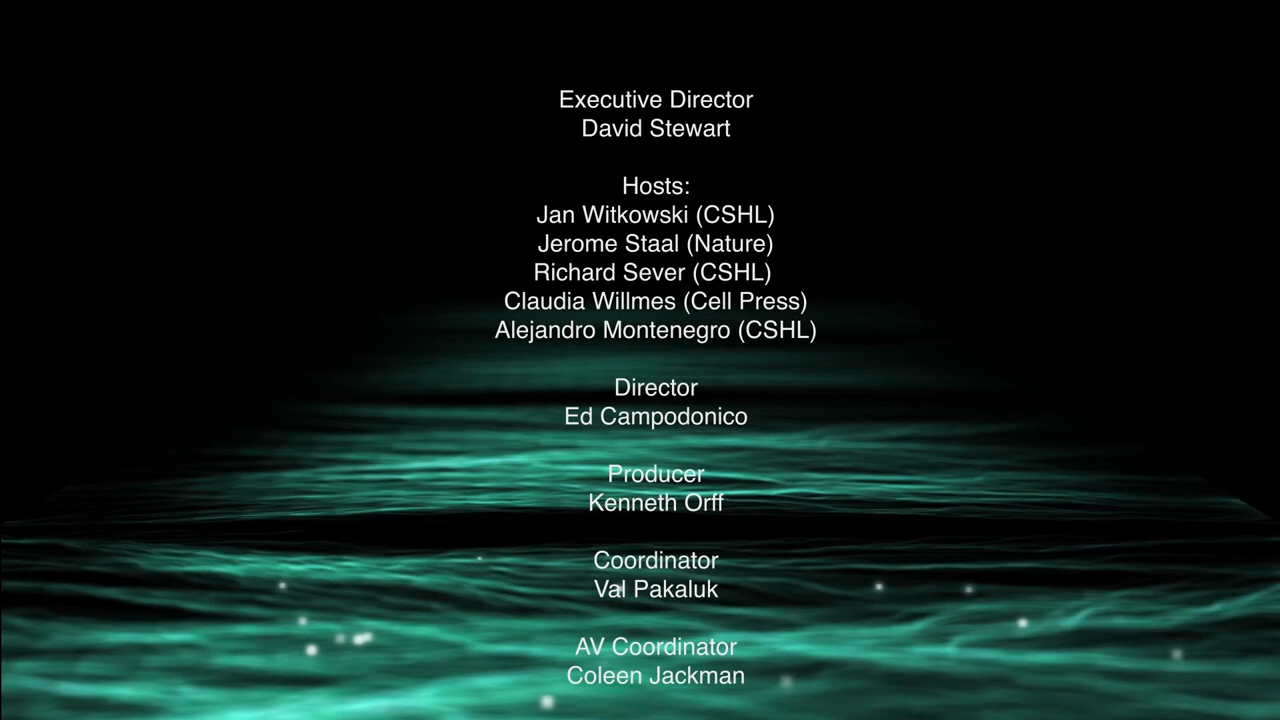 Executive Director
David Stewart
Hosts:
Jan Witkowski (CSHL)
Jerome Staal (Nature)
Richard Sever (CSHL)
Claudia Willmes (Cell Press)
Alejandro Montenegro (CSHL)
Director
Ed Campodonico
Producer
Kenneth Orff
Coordinator
Val Pakaluk
AV Coordinator
Coleen Jackman